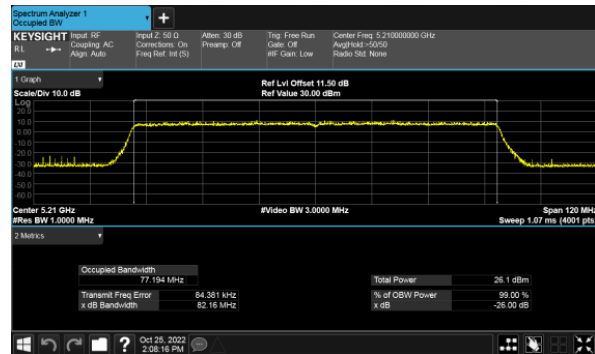 Spectrum Analyzer 1
Occupied BW
+
KEYSIGHT
RL
Input: RF
Coupling: AC
Align: Auto
Input Z: 50 Ω
Corrections: On
Freq Ref: Int (S)
Atten: 30 dB
Preamp: Off
Trig: Free Run
Gate: Off
#IF Gain: Low
Center Freq: 5.210000000 GHz
Avg|Hold:>50/50
Radio Std: None
LXI
1 Graph
Scale/Div 10.0 dB
Ref Lvl Offset 11.50 dB
Ref Value 30.00 dBm
Log
20.0
10.0
0.00
-10.0
-20.0
-30.0
-40.0
-50.0
-60.0
Center 5.21 GHz
#Res BW 1.0000 MHz
#Video BW 3.0000 MHz
Span 120 MHz
Sweep 1.07 ms (4001 pts)
2 Metrics
Occupied Bandwidth
77.194 MHz
Total Power 26.1 dBm
Transmit Freq Error 84.381 kHz
% of OBW Power 99.00 %
x dB Bandwidth 82.16 MHz
x dB -26.00 dB
?
Oct 25, 2022
2:08:16 PM